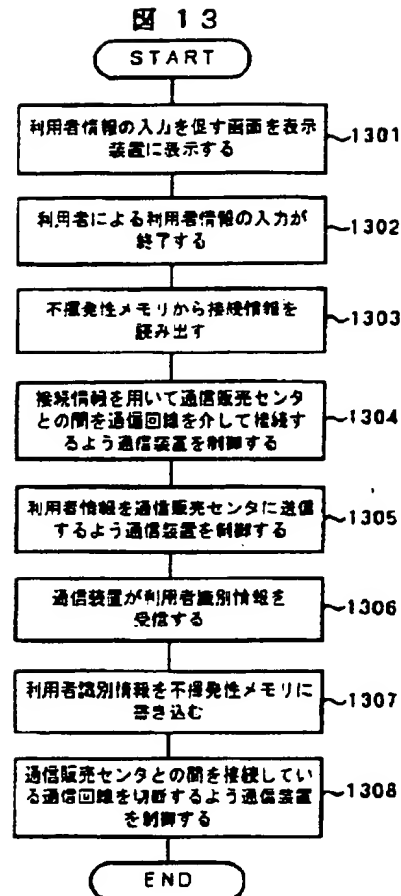 図 13
START
利用者情報の入力を促す画面を表示
装置に表示する
~1301
利用者による利用者情報の入力が
終了する
~1302
不揮発性メモリから接続情報を
読み出す
~1303
接続情報を用いて通信販売センタ
との間を通信回線を介して接続す
るよう通信装置を制御する
~1304
利用者情報を通信販売センタに送信
するよう通信装置を制御する
~1305
通信装置が利用者識別情報を
受信する
~1306
利用者識別情報を不揮発性メモリに
書き込む
~1307
通信販売センタとの間を接続してい
る通信回線を切断するよう通信装置
を制御する
~1308
END